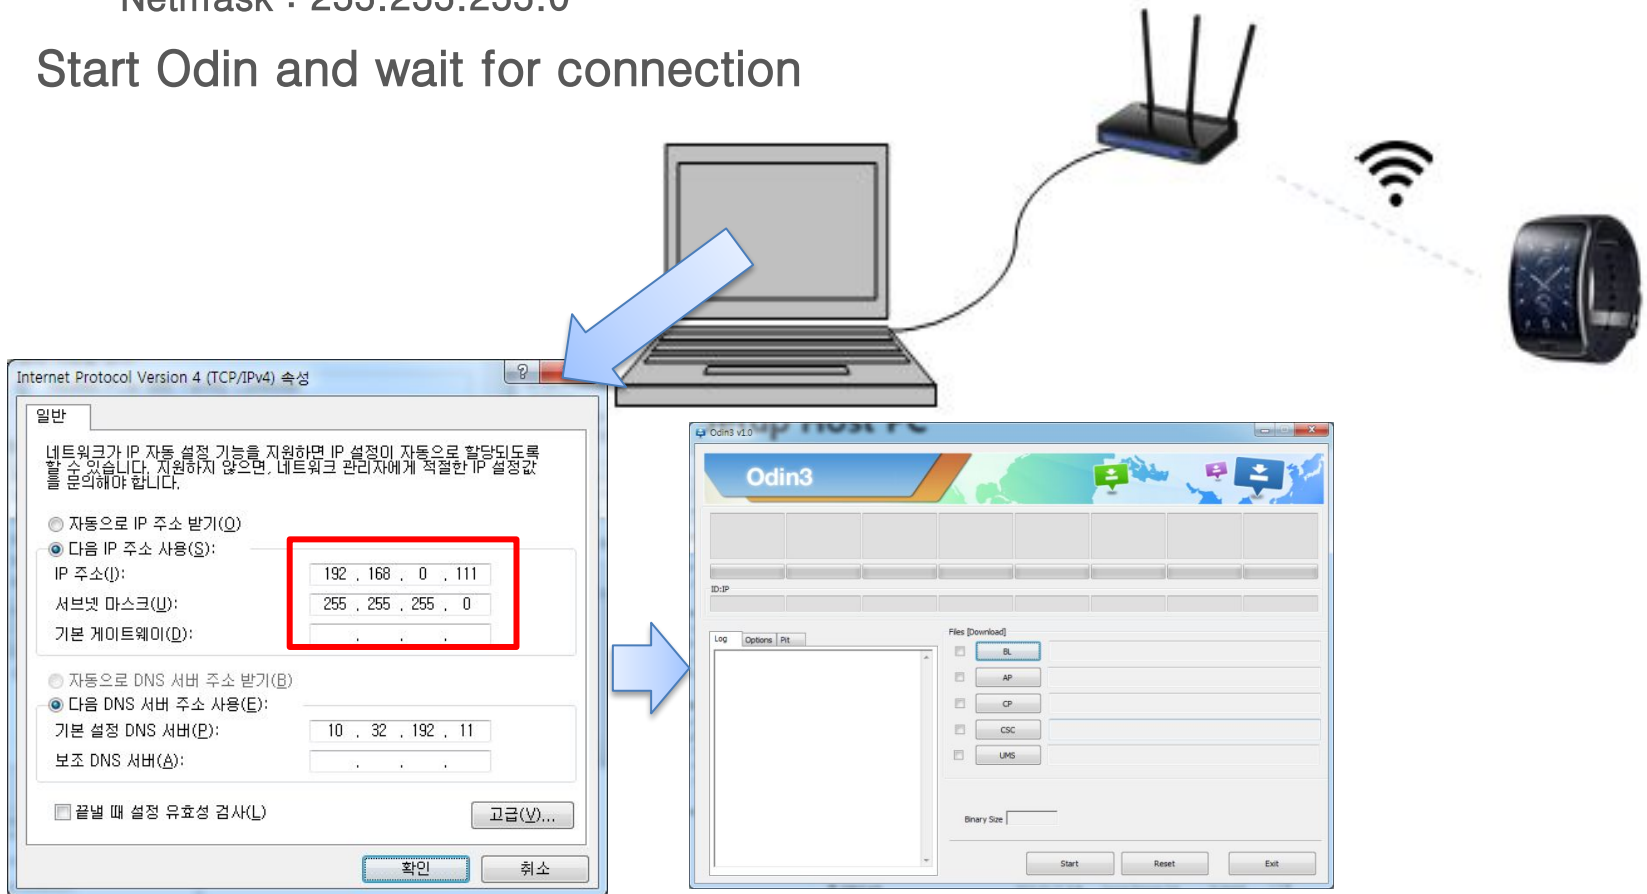 Netmask : 255.255.255.0
Start Odin and wait for connection
Internet Protocol Version 4 (TCP/IPv4) 속성
?
일반
네트워크가 IP 자동 설정 기능을 지원하면 IP 설정이 자동으로 할당되도록
할 수 있습니다. 지원하지 않으면, 네트워크 관리자에게 적절한 IP 설정값
을 문의해야 합니다.
자동으로 IP 주소 받기(O)
다음 IP 주소 사용(S):
IP 주소(I):
192 . 168 . 0 . 111
서브넷 마스크(U):
255 . 255 . 255 . 0
기본 게이트웨이(D):
. . .
자동으로 DNS 서버 주소 받기(B)
다음 DNS 서버 주소 사용(E):
기본 설정 DNS 서버(P):
10 . 32 . 192 . 11
보조 DNS 서버(A):
. . .
끝낼 때 설정 유효성 검사(L)
고급(V)...
확인
취소
Odin3 v1.0
Setup Host PC
Odin3
ID:IP
Log
Options
Pit
Files [Download]
BL
AP
CP
CSC
UMS
Binary Size
Start
Reset
Exit